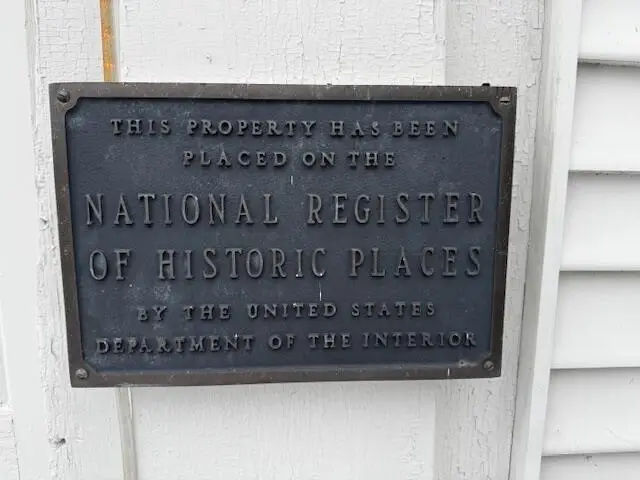 THIS PROPERTY HAS BEEN
PLACED ON THE
NATIONAL REGISTER
OF HISTORIC PLACES
BY THE UNITED STATES
DEPARTMENT OF THE INTERIOR